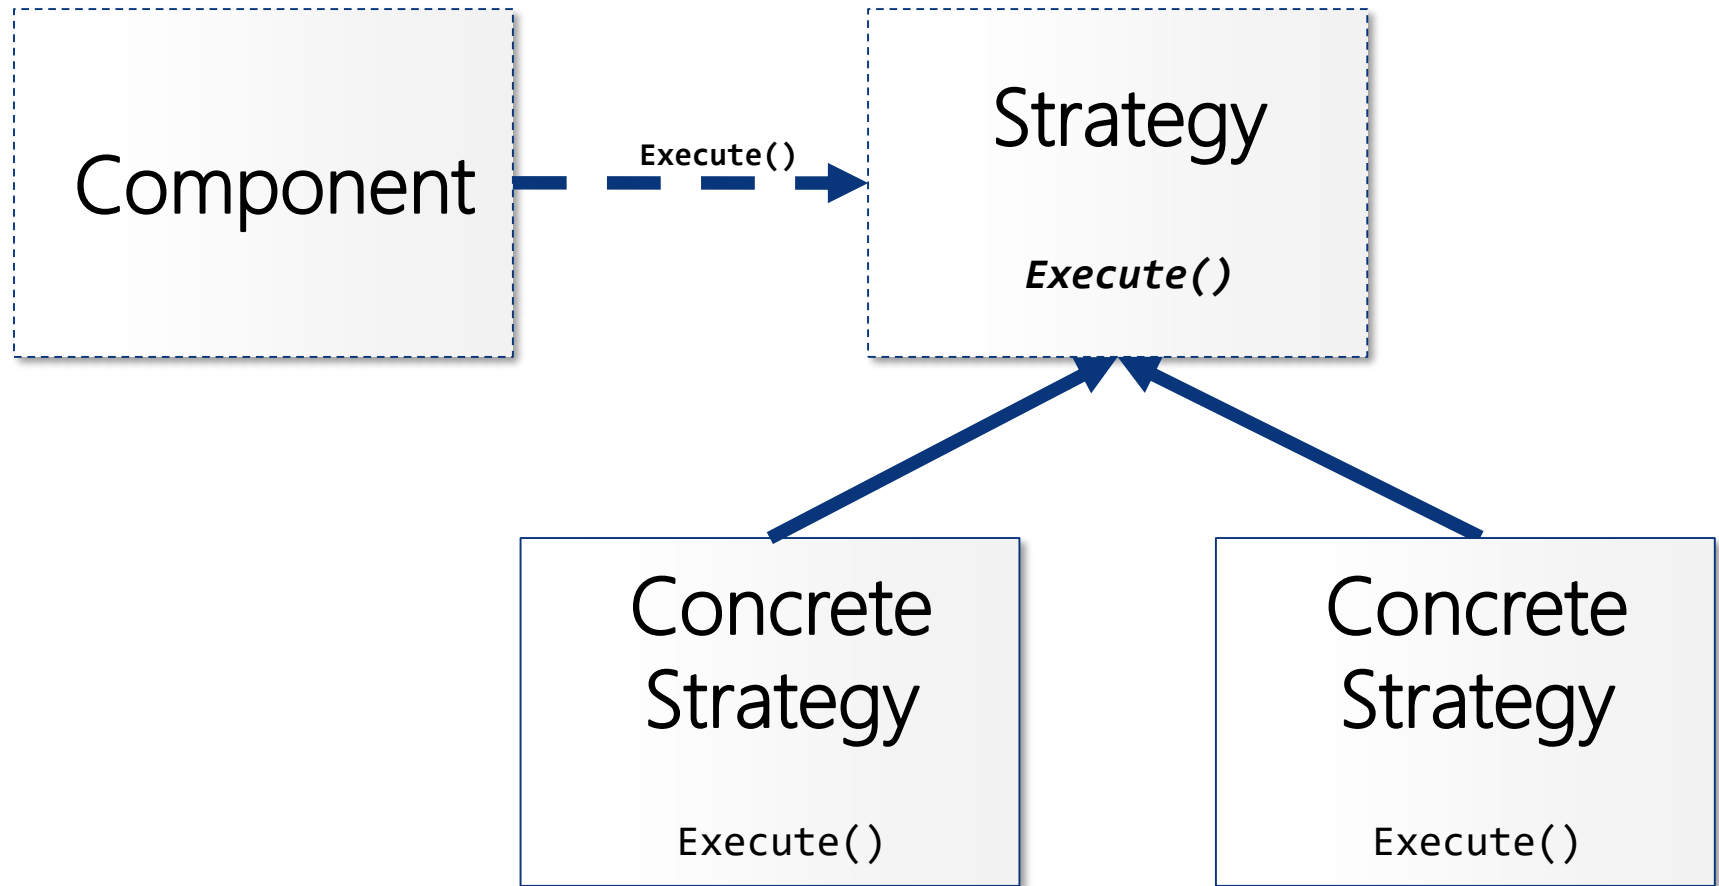 Component
Execute()
Strategy
Execute()
Concrete
Strategy
Execute()
Concrete
Strategy
Execute()